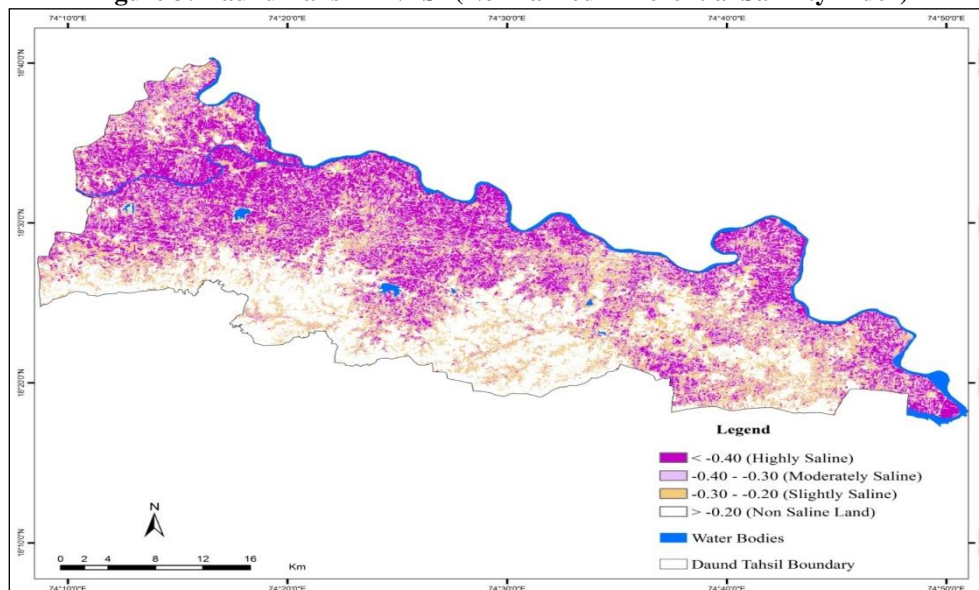 74°10'0"E 74°20'0"E 74°30'0"E 74°40'0"E 74°50'0"E
18°40'0"N
18°30'0"N
18°20'0"N
18°10'0"N
Legend
< -0.40 (Highly Saline)
-0.40 - -0.30 (Moderately Saline)
-0.30 - -0.20 (Slightly Saline)
> -0.20 (Non Saline Land)
Water Bodies
Daund Tahsil Boundary
N
0 2 4 8 12 16
Km
74°10'0"E 74°20'0"E 74°30'0"E 74°40'0"E 74°50'0"E